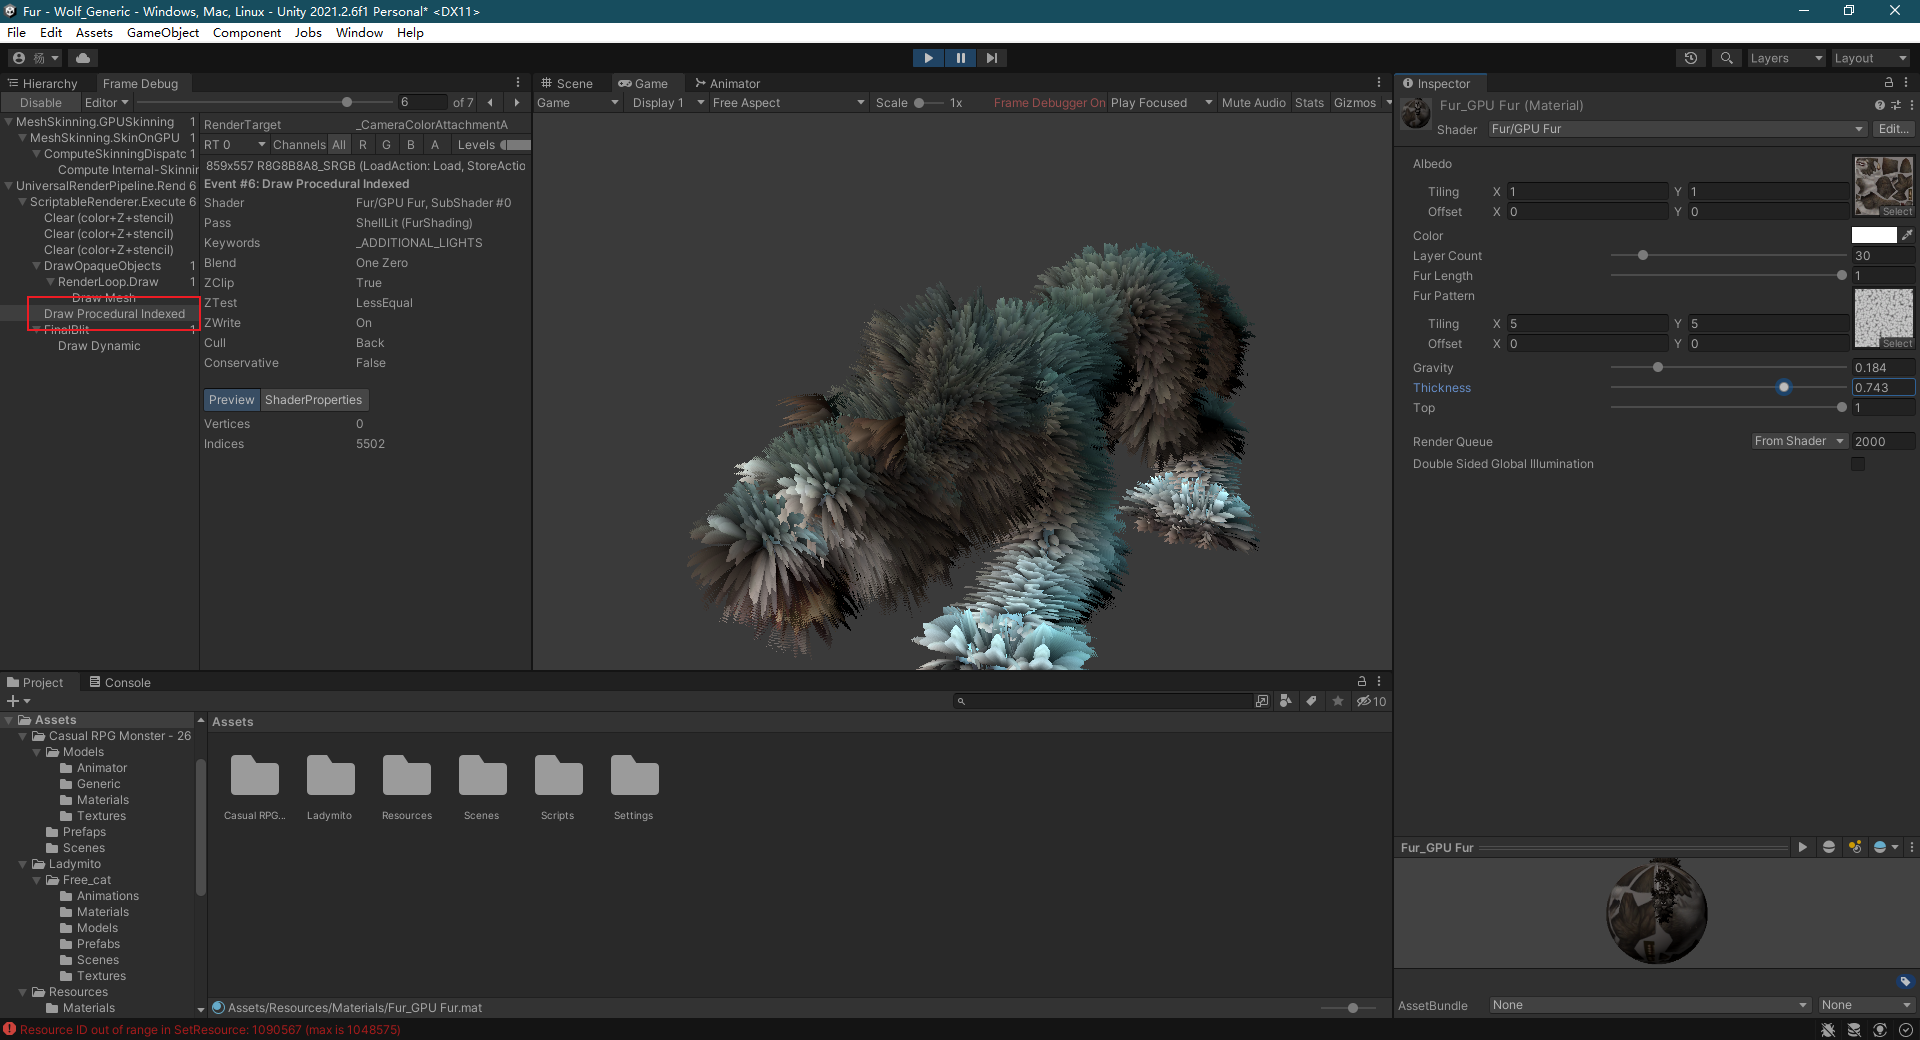 Fur - Wolf_Generic - Windows, Mac, Linux - Unity 2021.2.6f1 Personal* <DX11>
File Edit Assets GameObject Component Jobs Window Help
杨 Layers Layout
Hierarchy Frame Debug
Disable Editor 6 of 7
MeshSkinning.GPUSkinning 1
MeshSkinning.SkinOnGPU 1
ComputeSkinningDispatc 1
Compute Internal-Skinnin
UniversalRenderPipeline.Rend 6
ScriptableRenderer.Execute 6
Clear (color+Z+stencil)
Clear (color+Z+stencil)
Clear (color+Z+stencil)
DrawOpaqueObjects 1
RenderLoop.Draw 1
Draw Mesh
Draw Procedural Indexed
FinalBlit 1
Draw Dynamic
RenderTarget _CameraColorAttachmentA
RT 0 Channels All R G B A Levels
859x557 R8G8B8A8_SRGB (LoadAction: Load, StoreActio
Event #6: Draw Procedural Indexed
Shader Fur/GPU Fur, SubShader #0
Pass ShellLit (FurShading)
Keywords _ADDITIONAL_LIGHTS
Blend One Zero
ZClip True
ZTest LessEqual
ZWrite On
Cull Back
Conservative False
Preview ShaderProperties
Vertices 0
Indices 5502
Scene Game Animator
Game Display 1 Free Aspect Scale 1x Frame Debugger On Play Focused Mute Audio Stats Gizmos
Inspector
Fur_GPU Fur (Material)
Shader Fur/GPU Fur Edit...
Albedo
Tiling X 1 Y 1
Offset X 0 Y 0
Select
Color
Layer Count 30
Fur Length 1
Fur Pattern
Tiling X 5 Y 5
Offset X 0 Y 0
Select
Gravity 0.184
Thickness 0.743
Top 1
Render Queue From Shader 2000
Double Sided Global Illumination
Project Console
10
Assets
Casual RPG Monster - 26
Models
Animator
Generic
Materials
Textures
Prefaps
Scenes
Ladymito
Free_cat
Animations
Materials
Models
Prefabs
Scenes
Textures
Resources
Materials
Assets
Casual RPG... Ladymito Resources Scenes Scripts Settings
Assets/Resources/Materials/Fur_GPU Fur.mat
Fur_GPU Fur
AssetBundle None None
Resource ID out of range in SetResource: 1090567 (max is 1048575)